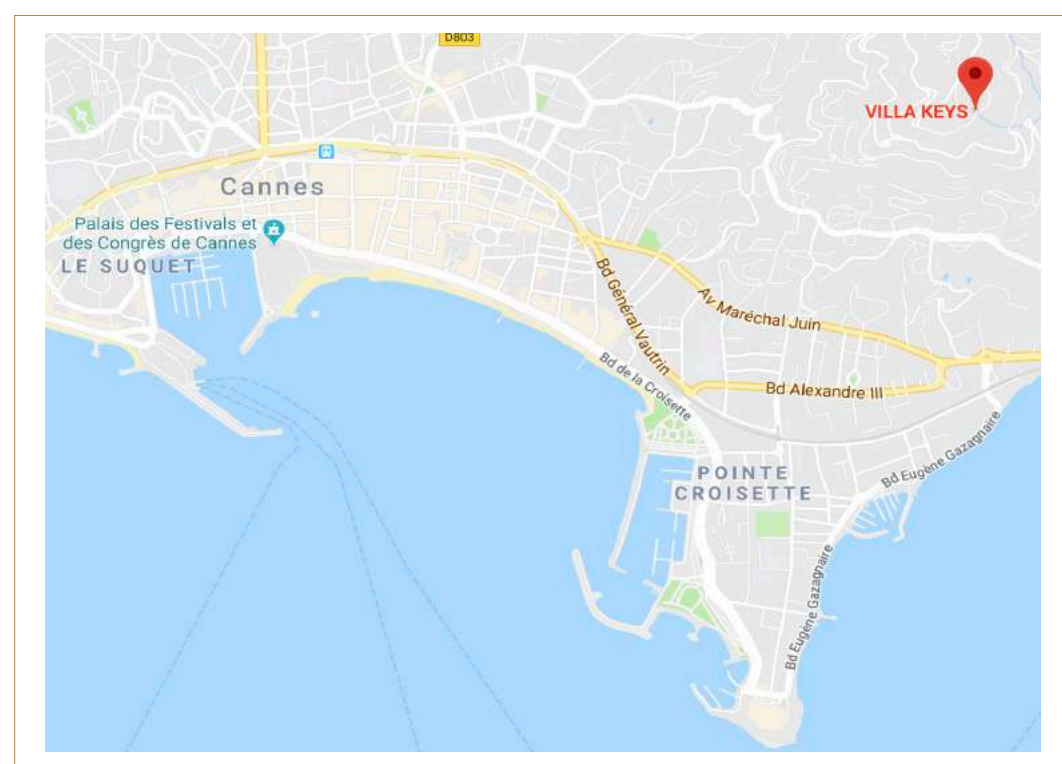 D803
VILLA KEYS
Cannes
Palais des Festivals et
des Congrès de Cannes
LE SUQUET
Bd Général Vautrin
Av Maréchal Juin
Bd de la Croisette
Bd Alexandre III
POINTE
CROISETTE
Bd Eugène Gazagnaire
Bd Eugène Gazagnaire